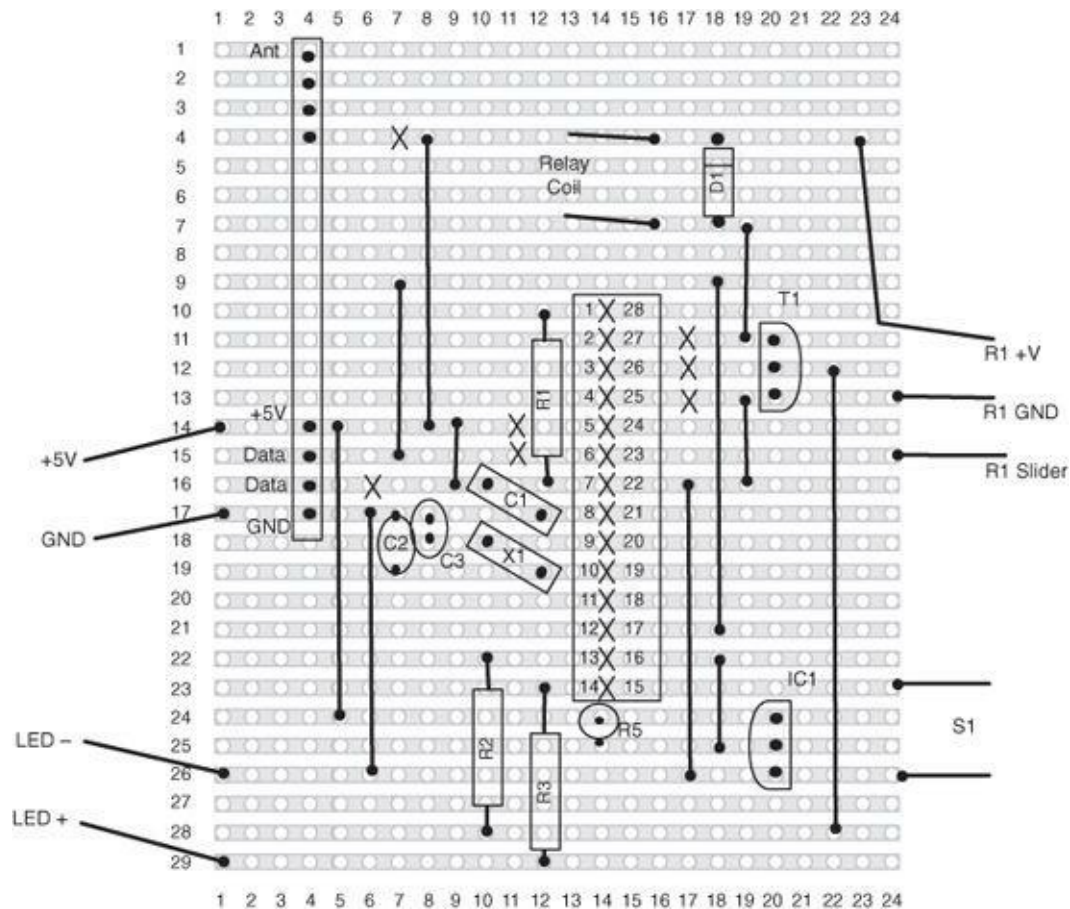 1 2 3 4 5 6 7 8 9 10 11 12 13 14 15 16 17 18 19 20 21 22 23 24
1 Ant
2
3
4
5 Relay
6 Coil D1
7
8
9
10 1 28 T1
11 2 27 R1 +V
12 3 26
13 4 25 R1 GND
+5V R1
14 5 24
+5V
15 Data 6 23 R1 Slider
16 Data 7 22
C1
17 GND 8 21
GND
18 C2 C3 X1 9 20
19 10 19
20 11 18
21 12 17
22 13 16
23 14 15 IC1
24 R5 S1
LED –
25 R2
26 R3
27
LED +
28
29
1 2 3 4 5 6 7 8 9 10 11 12 13 14 15 16 17 18 19 20 21 22 23 24